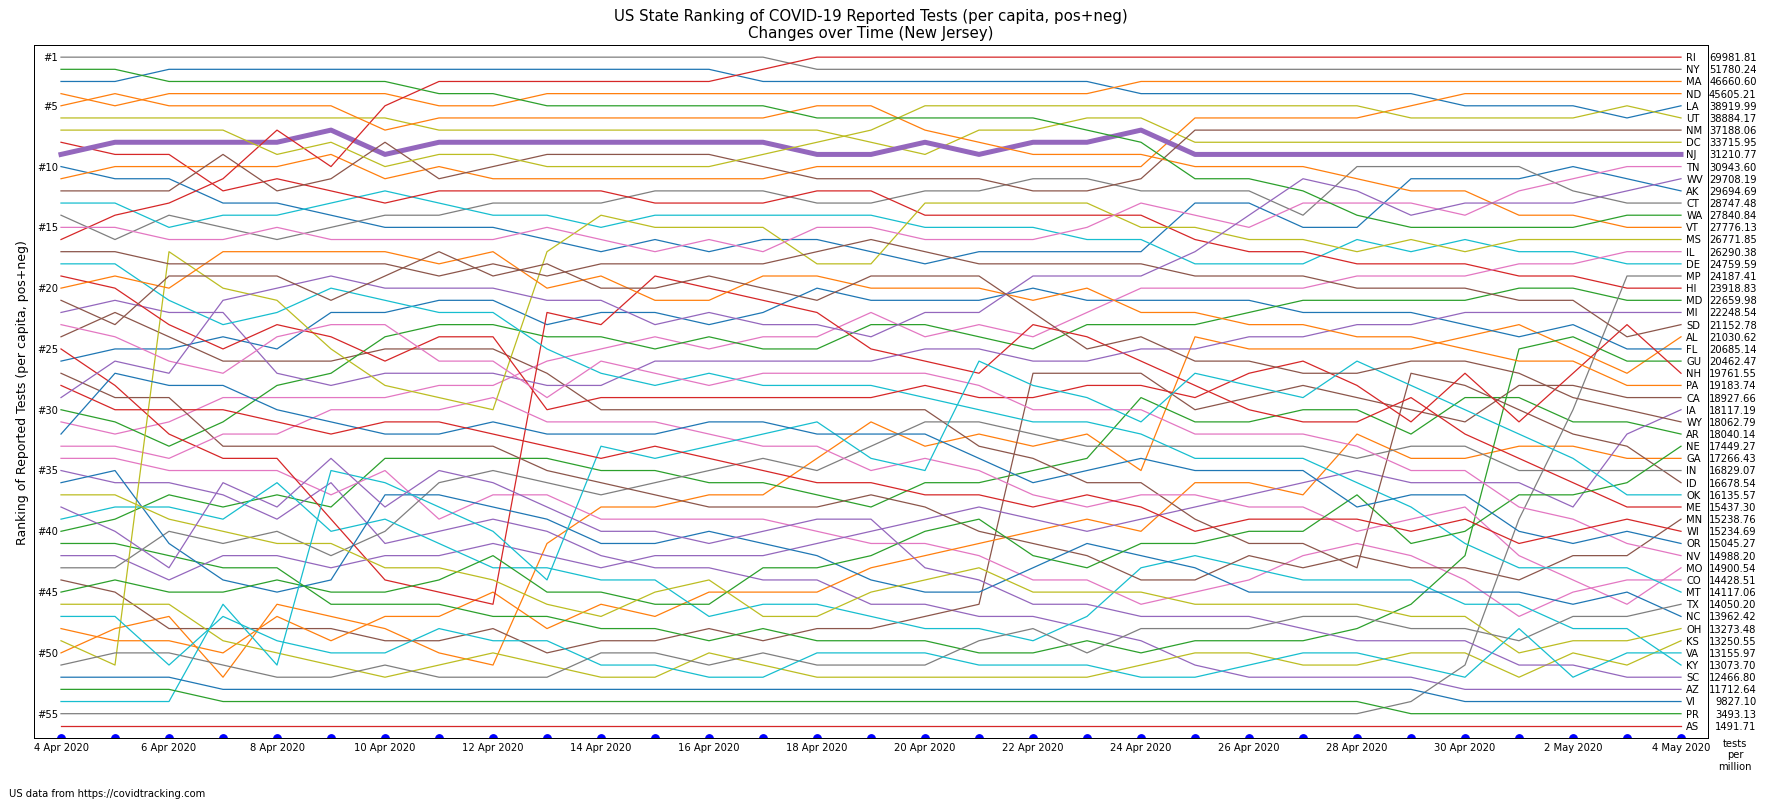 US State Ranking of COVID-19 Reported Tests (per capita, pos+neg)
Changes over Time (New Jersey)
Ranking of Reported Tests (per capita, pos+neg)
#1
#5
#10
#15
#20
#25
#30
#35
#40
#45
#50
#55
RI 69981.81
NY 51780.24
MA 46660.60
ND 45605.21
LA 38919.99
UT 38884.17
NM 37188.06
DC 33715.95
NJ 31210.77
TN 30943.60
WV 29708.19
AK 29694.69
CT 28747.48
WA 27840.84
VT 27776.13
MS 26771.85
IL 26290.38
DE 24759.59
MP 24187.41
HI 23918.83
MD 22659.98
MI 22248.54
SD 21152.78
AL 21030.62
FL 20685.14
GU 20462.47
NH 19761.55
PA 19183.74
CA 18927.66
IA 18117.19
WY 18062.79
AR 18040.14
NE 17449.27
GA 17266.43
IN 16829.07
ID 16678.54
OK 16135.57
ME 15437.30
MN 15238.76
WI 15234.69
OR 15045.27
NV 14988.20
MO 14900.54
CO 14428.51
MT 14117.06
TX 14050.20
NC 13962.42
OH 13273.48
KS 13250.55
VA 13155.97
KY 13073.70
SC 12466.80
AZ 11712.64
VI 9827.10
PR 3493.13
AS 1491.71
4 Apr 2020 6 Apr 2020 8 Apr 2020 10 Apr 2020 12 Apr 2020 14 Apr 2020 16 Apr 2020 18 Apr 2020 20 Apr 2020 22 Apr 2020 24 Apr 2020 26 Apr 2020 28 Apr 2020 30 Apr 2020 2 May 2020 4 May 2020
tests
per
million
US data from https://covidtracking.com